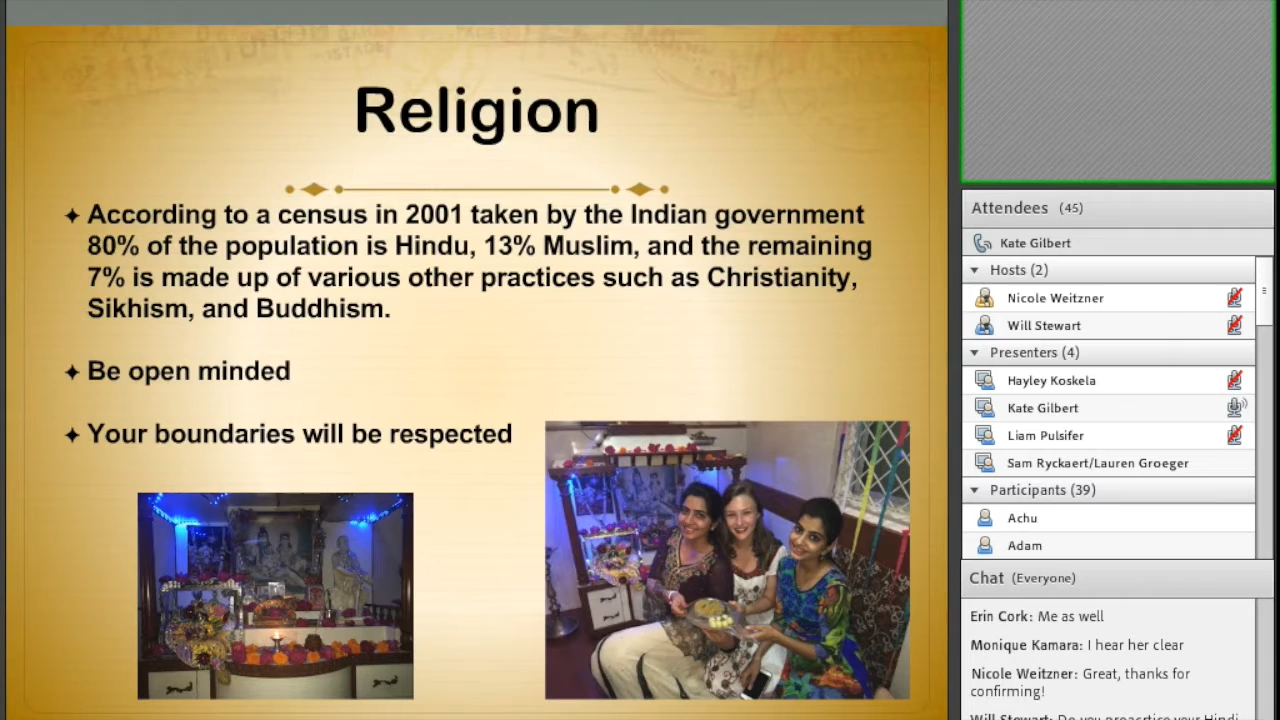 Religion
According to a census in 2001 taken by the Indian government
80% of the population is Hindu, 13% Muslim, and the remaining
7% is made up of various other practices such as Christianity,
Sikhism, and Buddhism.
Be open minded
Your boundaries will be respected
Attendees (45)
Kate Gilbert
Hosts (2)
Nicole Weitzner
Will Stewart
Presenters (4)
Hayley Koskela
Kate Gilbert
Liam Pulsifer
Sam Ryckaert/Lauren Groeger
Participants (39)
Achu
Adam
Chat (Everyone)
Erin Cork: Me as well
Monique Kamara: I hear her clear
Nicole Weitzner: Great, thanks for
confirming!
Will Stewart: Do you
your Hindi